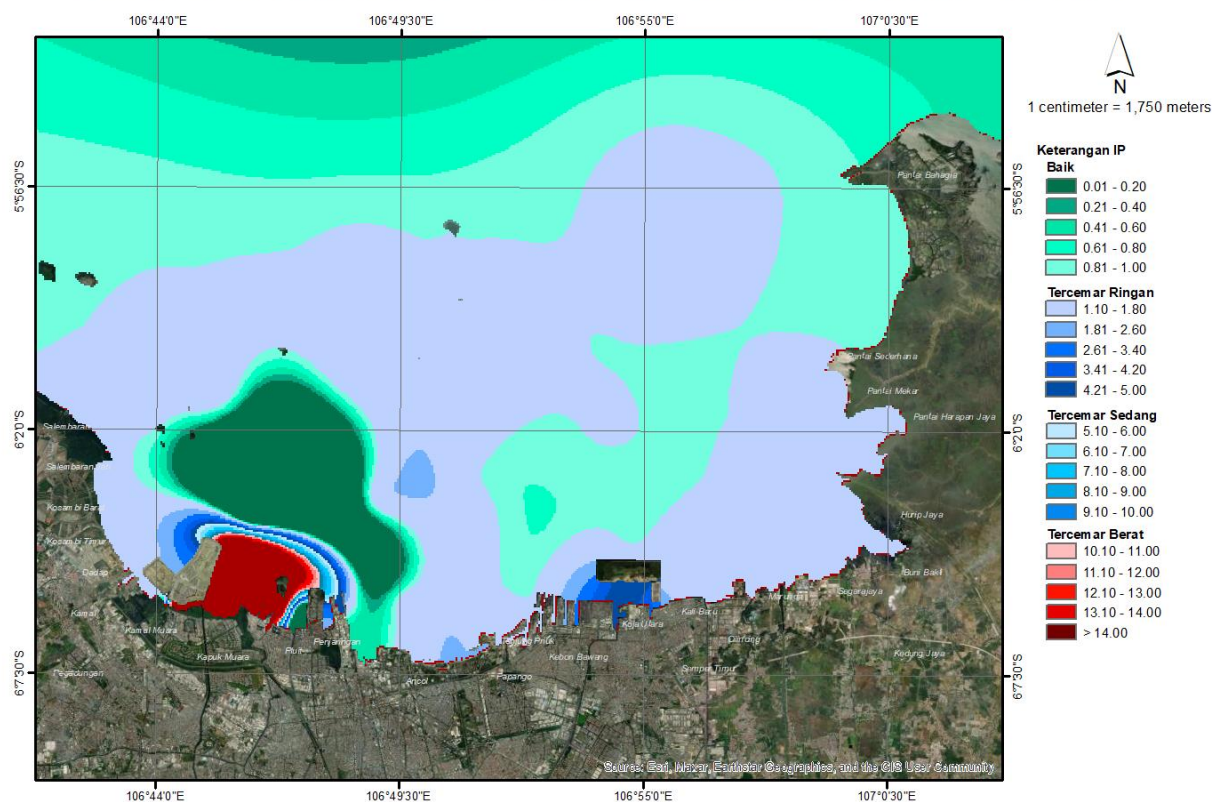 106°44'0"E
106°49'30"E
106°55'0"E
107°0'30"E
N
1 centimeter = 1,750 meters
Keterangan IP
Baik
0.01 - 0.20
0.21 - 0.40
0.41 - 0.60
0.61 - 0.80
0.81 - 1.00
Tercemar Ringan
1.10 - 1.80
1.81 - 2.60
2.61 - 3.40
3.41 - 4.20
4.21 - 5.00
Tercemar Sedang
5.10 - 6.00
6.10 - 7.00
7.10 - 8.00
8.10 - 9.00
9.10 - 10.00
Tercemar Berat
10.10 - 11.00
11.10 - 12.00
12.10 - 13.00
13.10 - 14.00
> 14.00
5°56'30"S
5°56'30"S
Pantai Bahagia
Pantai Sederhana
Pantai Mekar
Pantai Harapan Jaya
6°2'0"S
6°2'0"S
Salembaran
Salembaran
Kosambi Baru
Hurip Jaya
Kosambi Timur
Dadap
Buni Bakti
Segarajaya
Marunda
Kamal
Kali Baru
Koja Utara
Kamal Muara
Penjaringan
Tanjung Priuk
Cilincing
Pluit
Kapuk Muara
Kebon Bawang
Kedung Jaya
Sumper Timur
6°7'30"S
6°7'30"S
Pegadungan
Ancol
Papango
Source: Esri, Maxar, Earthstar Geographics, and the GIS User Community
106°44'0"E
106°49'30"E
106°55'0"E
107°0'30"E